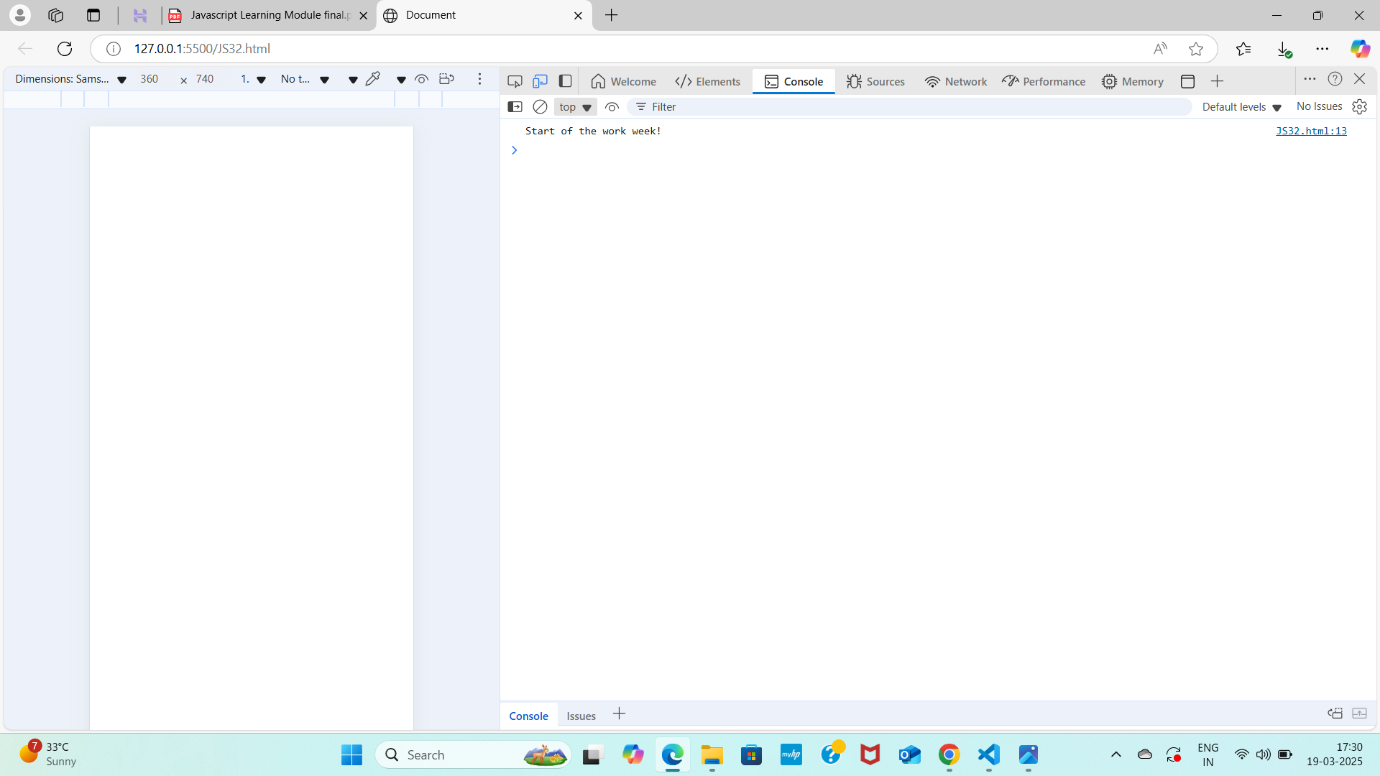 Javascript Learning Module final.p
Document
127.0.0.1:5500/JS32.html
Dimensions: Sams...
360
×
740
1.
No t...
Welcome
Elements
Console
Sources
Network
Performance
Memory
top
Filter
Default levels
No Issues
Start of the work week!
JS32.html:13
Console
Issues
7
33°C
Sunny
Search
myhp
ENG
IN
17:30
19-03-2025